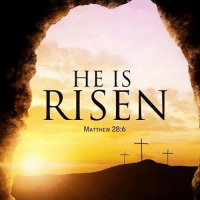 HE IS
RISEN
MATTHEW 28:6